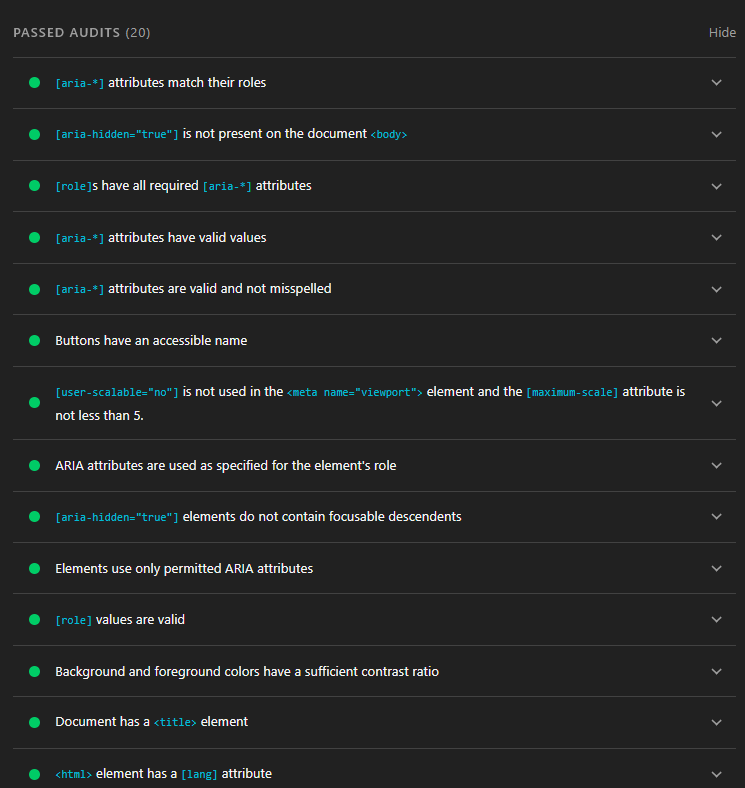 PASSED AUDITS (20)
Hide
[aria-*] attributes match their roles
[aria-hidden="true"] is not present on the document <body>
[role]s have all required [aria-*] attributes
[aria-*] attributes have valid values
[aria-*] attributes are valid and not misspelled
Buttons have an accessible name
[user-scalable="no"] is not used in the <meta name="viewport"> element and the [maximum-scale] attribute is
not less than 5.
ARIA attributes are used as specified for the element's role
[aria-hidden="true"] elements do not contain focusable descendents
Elements use only permitted ARIA attributes
[role] values are valid
Background and foreground colors have a sufficient contrast ratio
Document has a <title> element
<html> element has a [lang] attribute